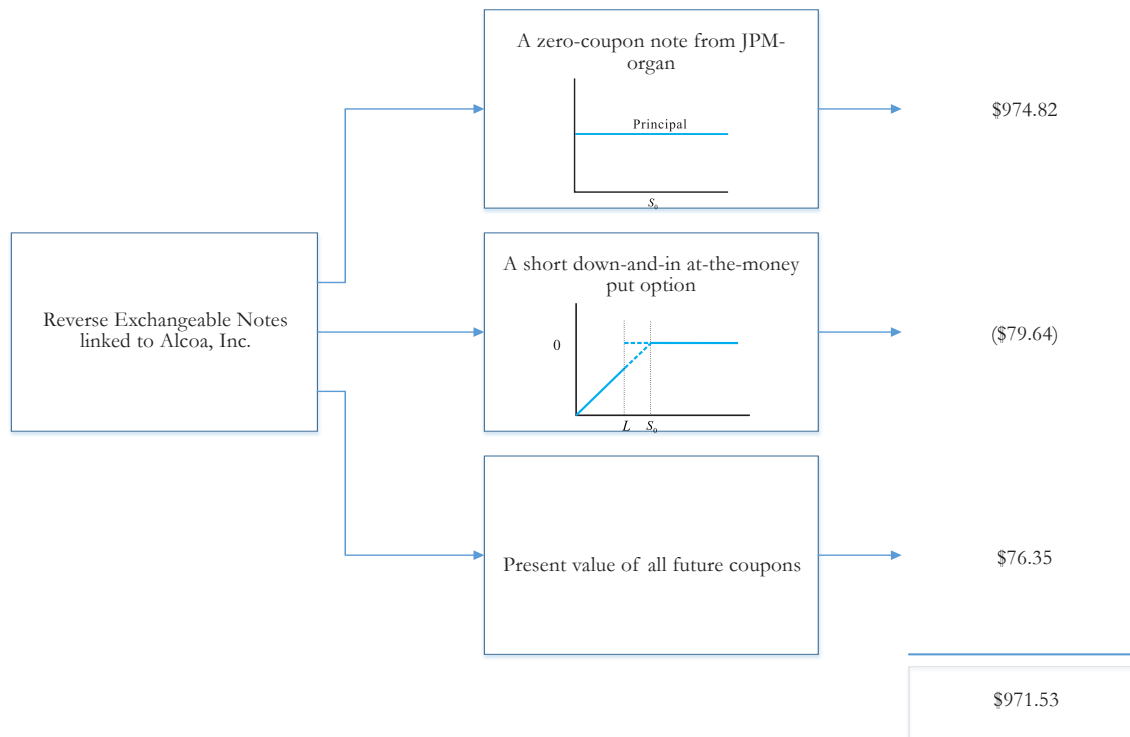 A zero-coupon note from JPM-
organ
Principal
S₀
$974.82
Reverse Exchangeable Notes
linked to Alcoa, Inc.
A short down-and-in at-the-money
put option
0
L S₀
($79.64)
Present value of all future coupons
$76.35
$971.53